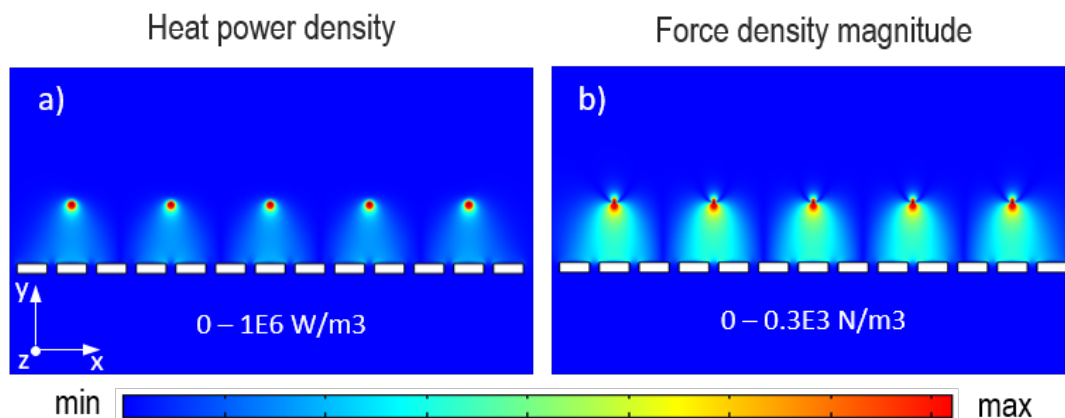 Heat power density
Force density magnitude
a)
b)
y
z
x
0 – 1E6 W/m3
0 – 0.3E3 N/m3
min
max